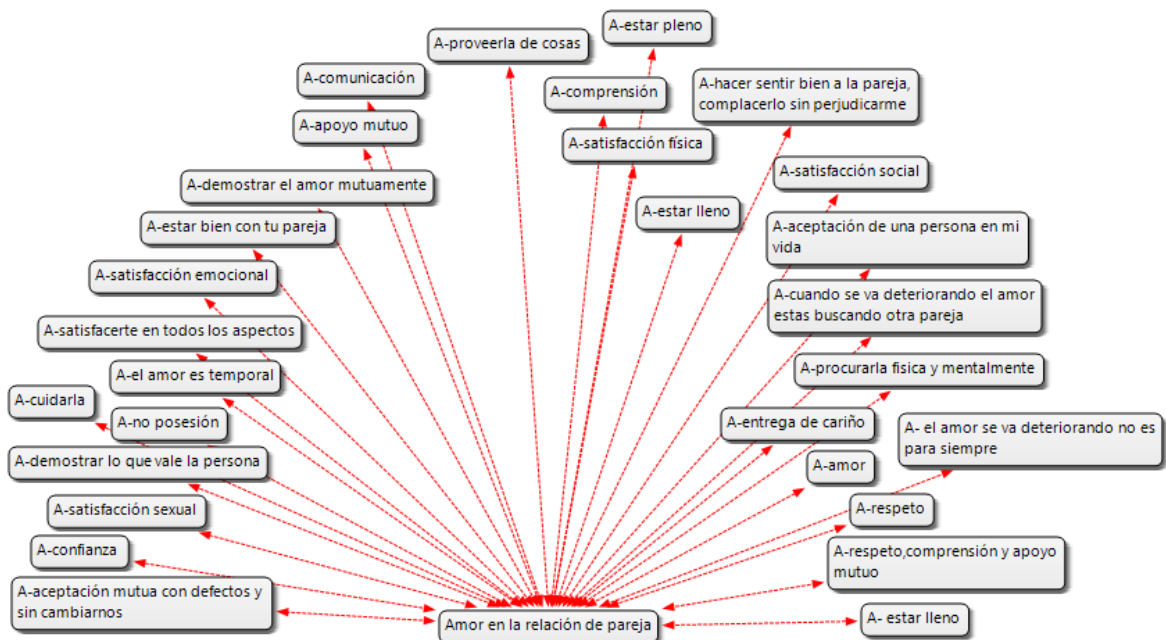 A-estar pleno
A-proveerla de cosas
A-comunicación
A-comprensión
A-hacer sentir bien a la pareja,
complacerlo sin perjudicarme
A-apoyo mutuo
A-satisfacción física
A-satisfacción social
A-demostrar el amor mutuamente
A-estar lleno
A-estar bien con tu pareja
A-aceptación de una persona en mi
vida
A-satisfacción emocional
A-cuando se va deteriorando el amor
estas buscando otra pareja
A-satisfacerte en todos los aspectos
A-el amor es temporal
A-procurarla fisica y mentalmente
A-cuidarla
A-no posesión
A-entrega de cariño
A- el amor se va deteriorando no es
para siempre
A-demostrar lo que vale la persona
A-amor
A-satisfacción sexual
A-respeto
A-confianza
A-respeto,comprensión y apoyo
mutuo
A-aceptación mutua con defectos y
sin cambiarnos
A- estar lleno
Amor en la relación de pareja